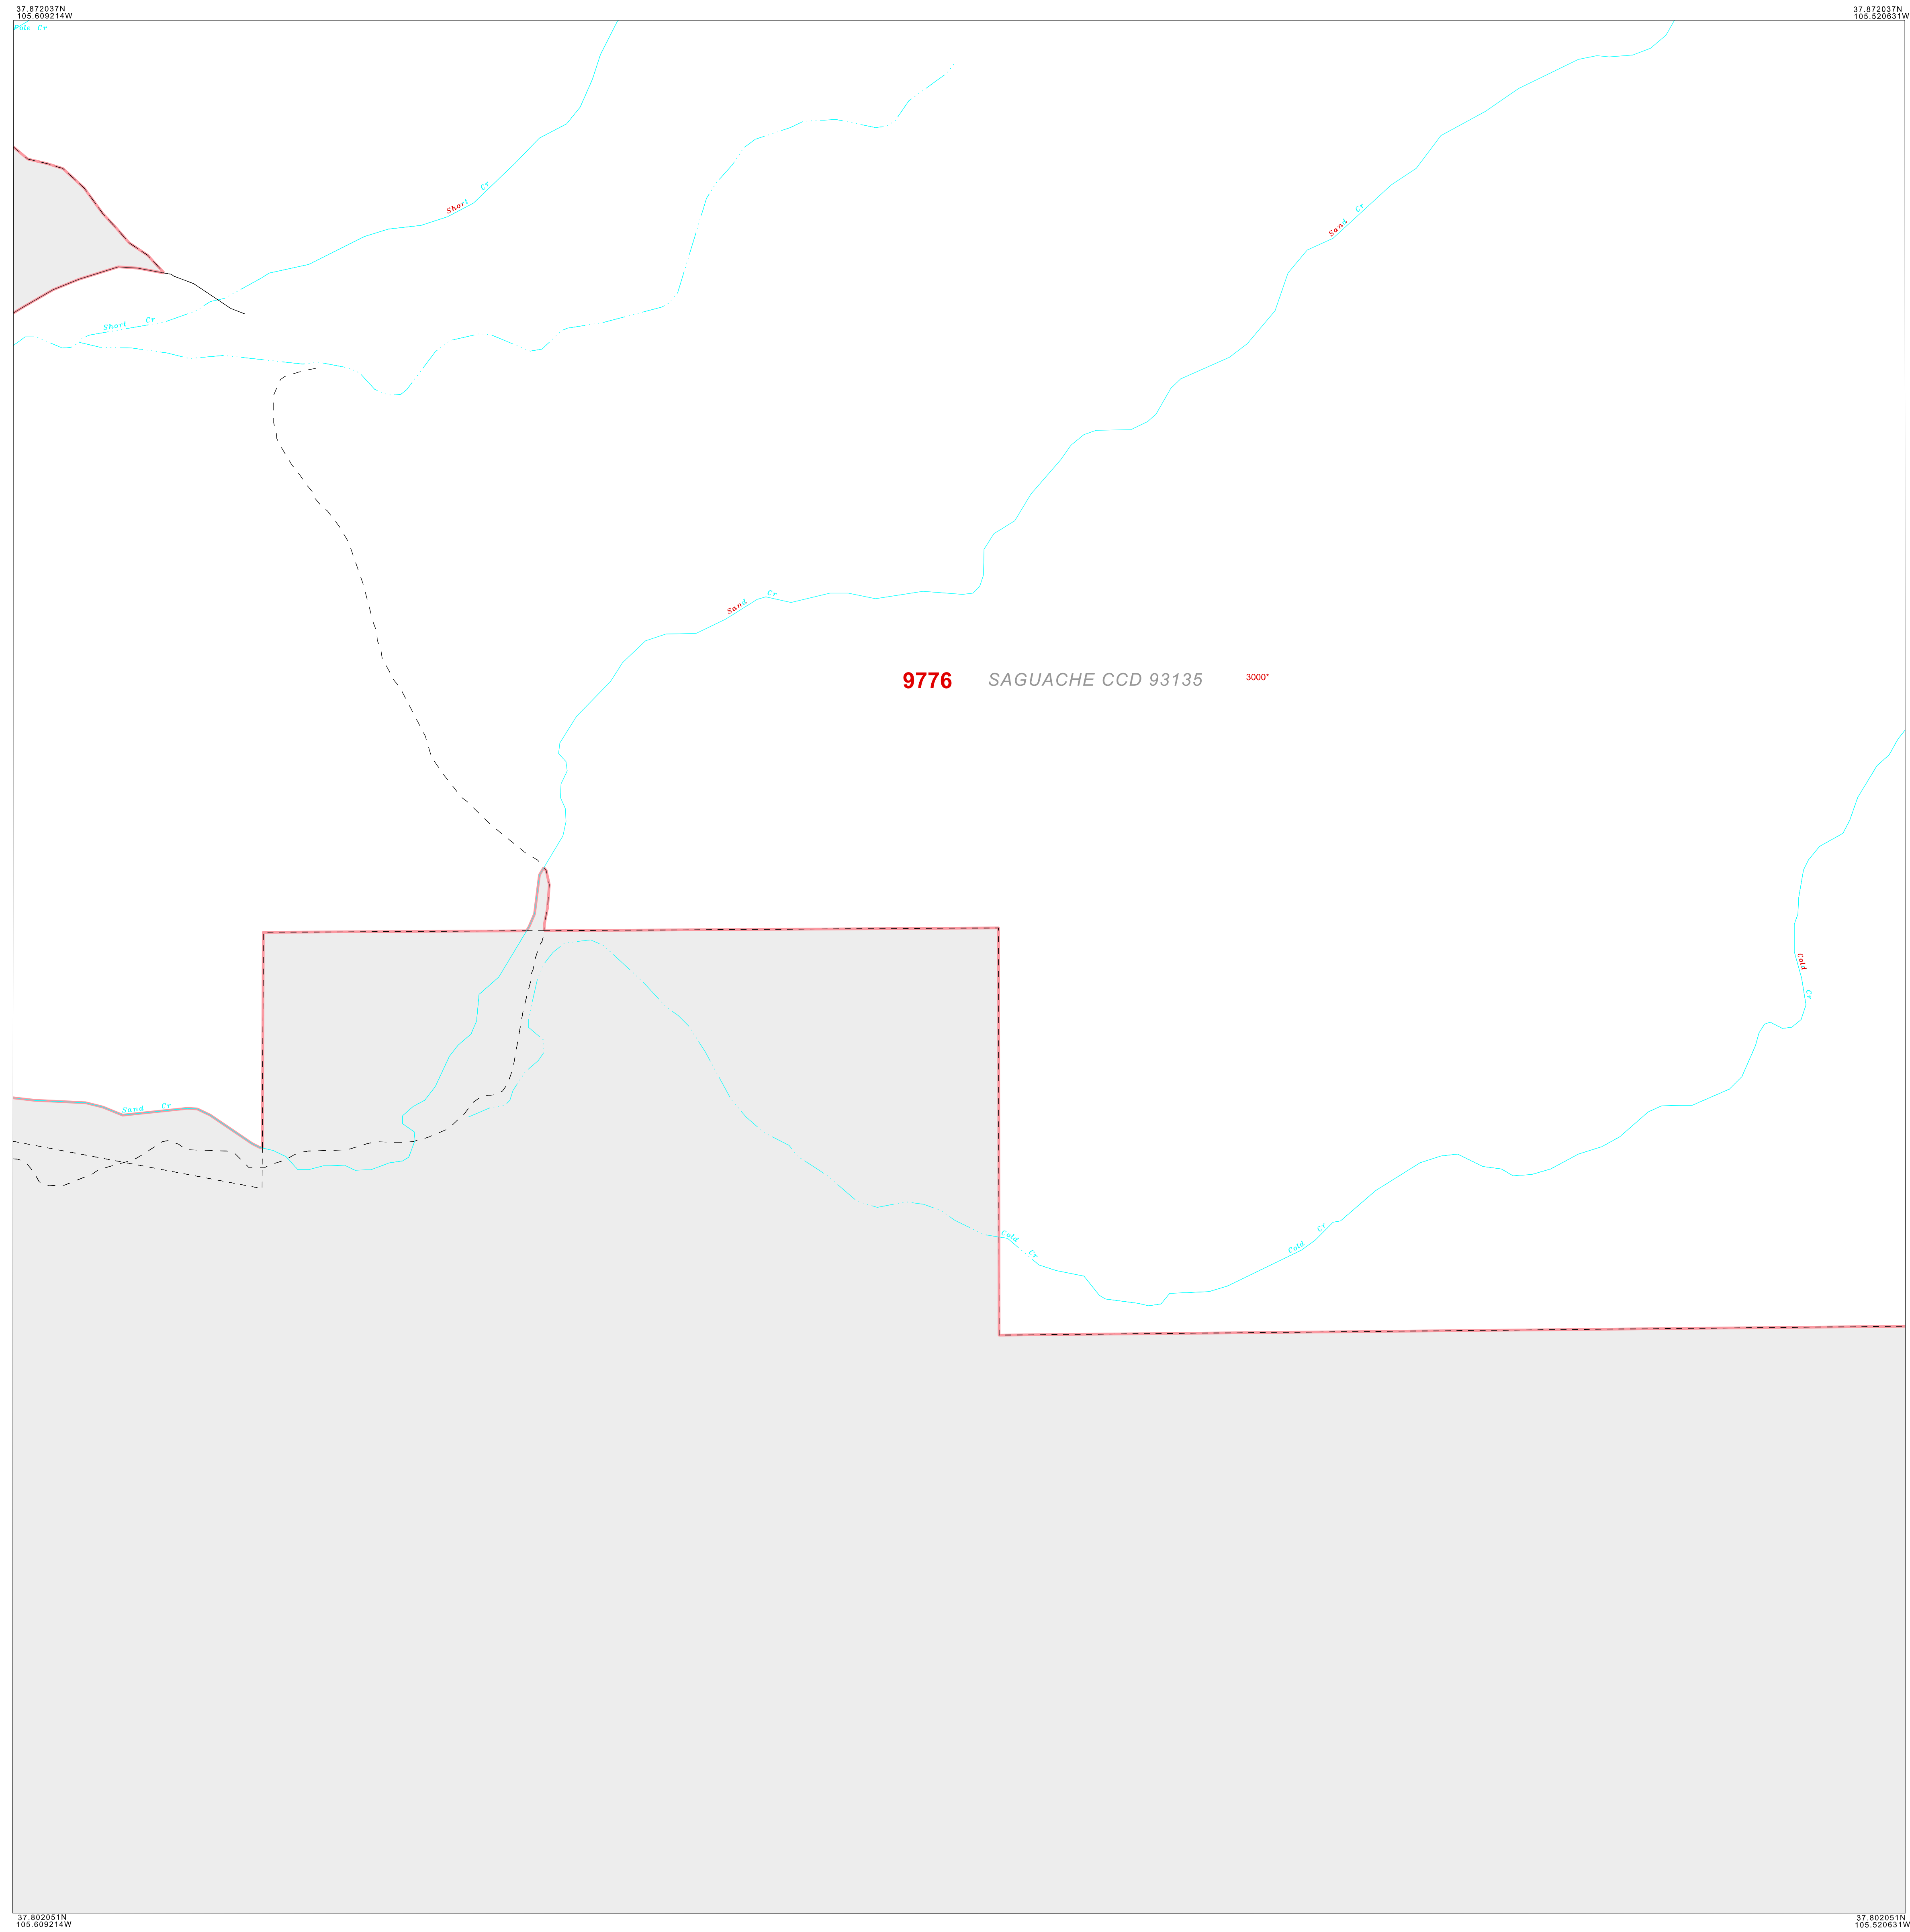 37.872037N
105.609214W
37.872037N
105.520631W
Pole Cr
Short Cr
Sand Cr
Short Cr
Sand Cr
9776 SAGUACHE CCD 93135 3000*
Cold Cr
Sand Cr
Cold Cr
Cold Cr
37.802051N
105.609214W
37.802051N
105.520631W